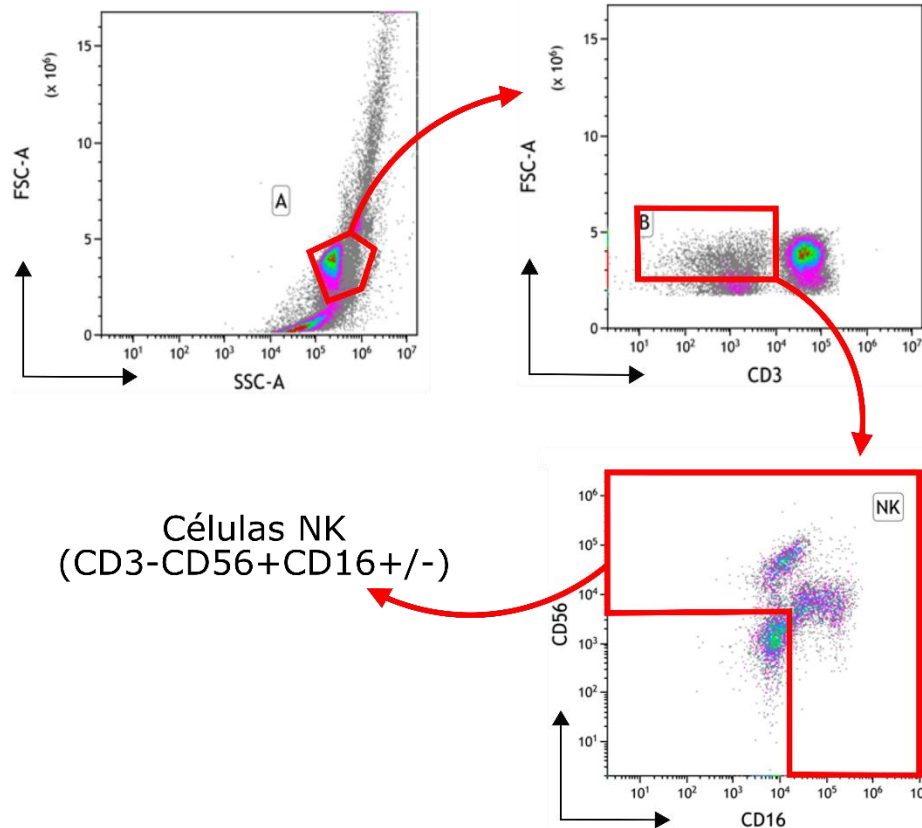 (x 10⁶)
FSC-A
15
10
5
0
A
10¹ 10² 10³ 10⁴ 10⁵ 10⁶ 10⁷
SSC-A
(x 10⁶)
FSC-A
15
10
5
0
B
10¹ 10² 10³ 10⁴ 10⁵ 10⁶ 10⁷
CD3
Células NK
(CD3-CD56+CD16+/-)
CD56
10⁶
10⁵
10⁴
10³
10²
10¹
NK
10¹ 10² 10³ 10⁴ 10⁵ 10⁶
CD16